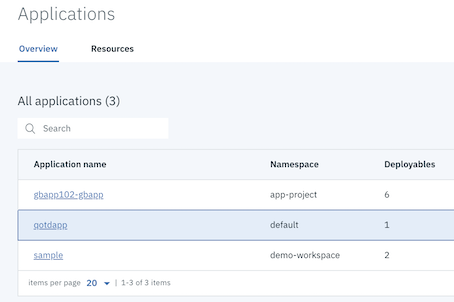 Applications
Overview Resources
All applications (3)
Search
Application name Namespace Deployables
gbapp102-gbapp app-project 6
qotdapp default 1
sample demo-workspace 2
items per page 20 | 1-3 of 3 items